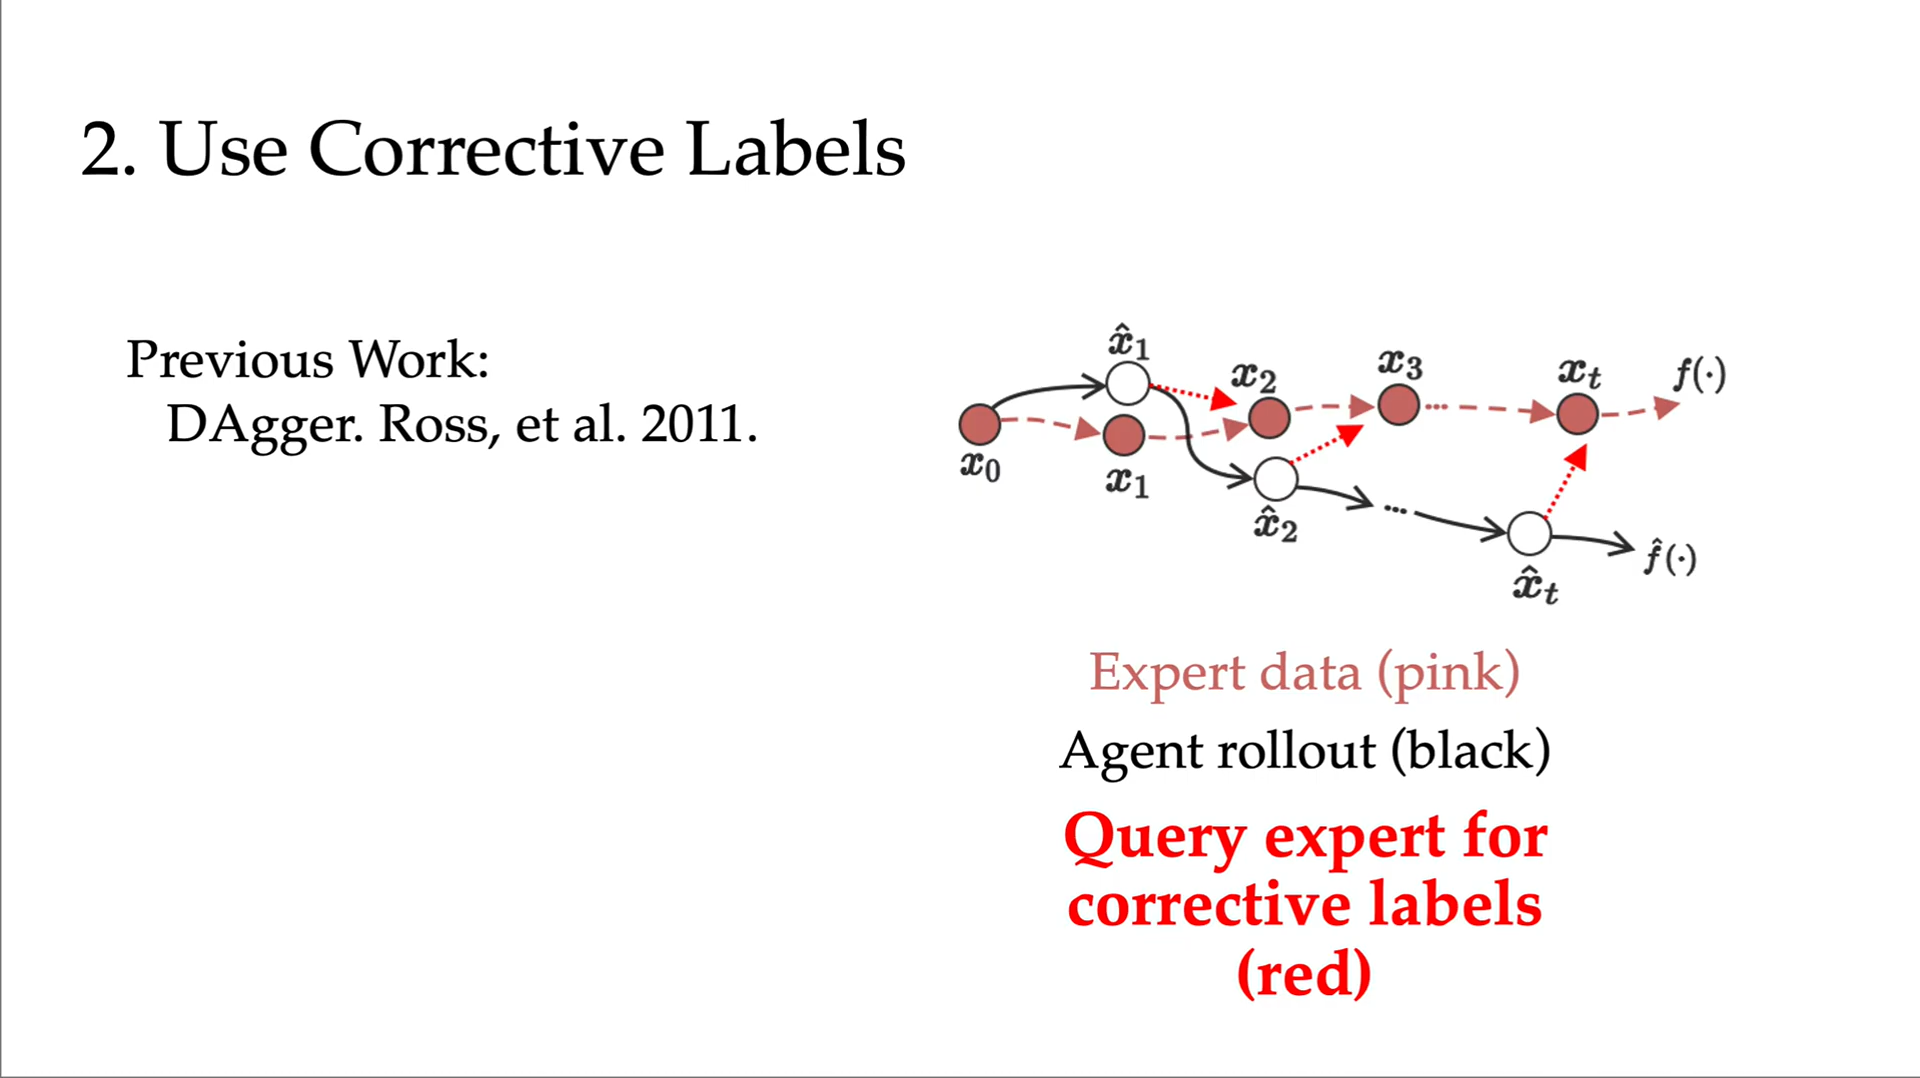 2. Use Corrective Labels
Previous Work:
DAgger. Ross, et al. 2011.
x̂₁
x₂
x₃
xₜ
f(·)
x₀
x₁
...
x̂₂
...
x̂ₜ
f̂(·)
Expert data (pink)
Agent rollout (black)
Query expert for
corrective labels
(red)